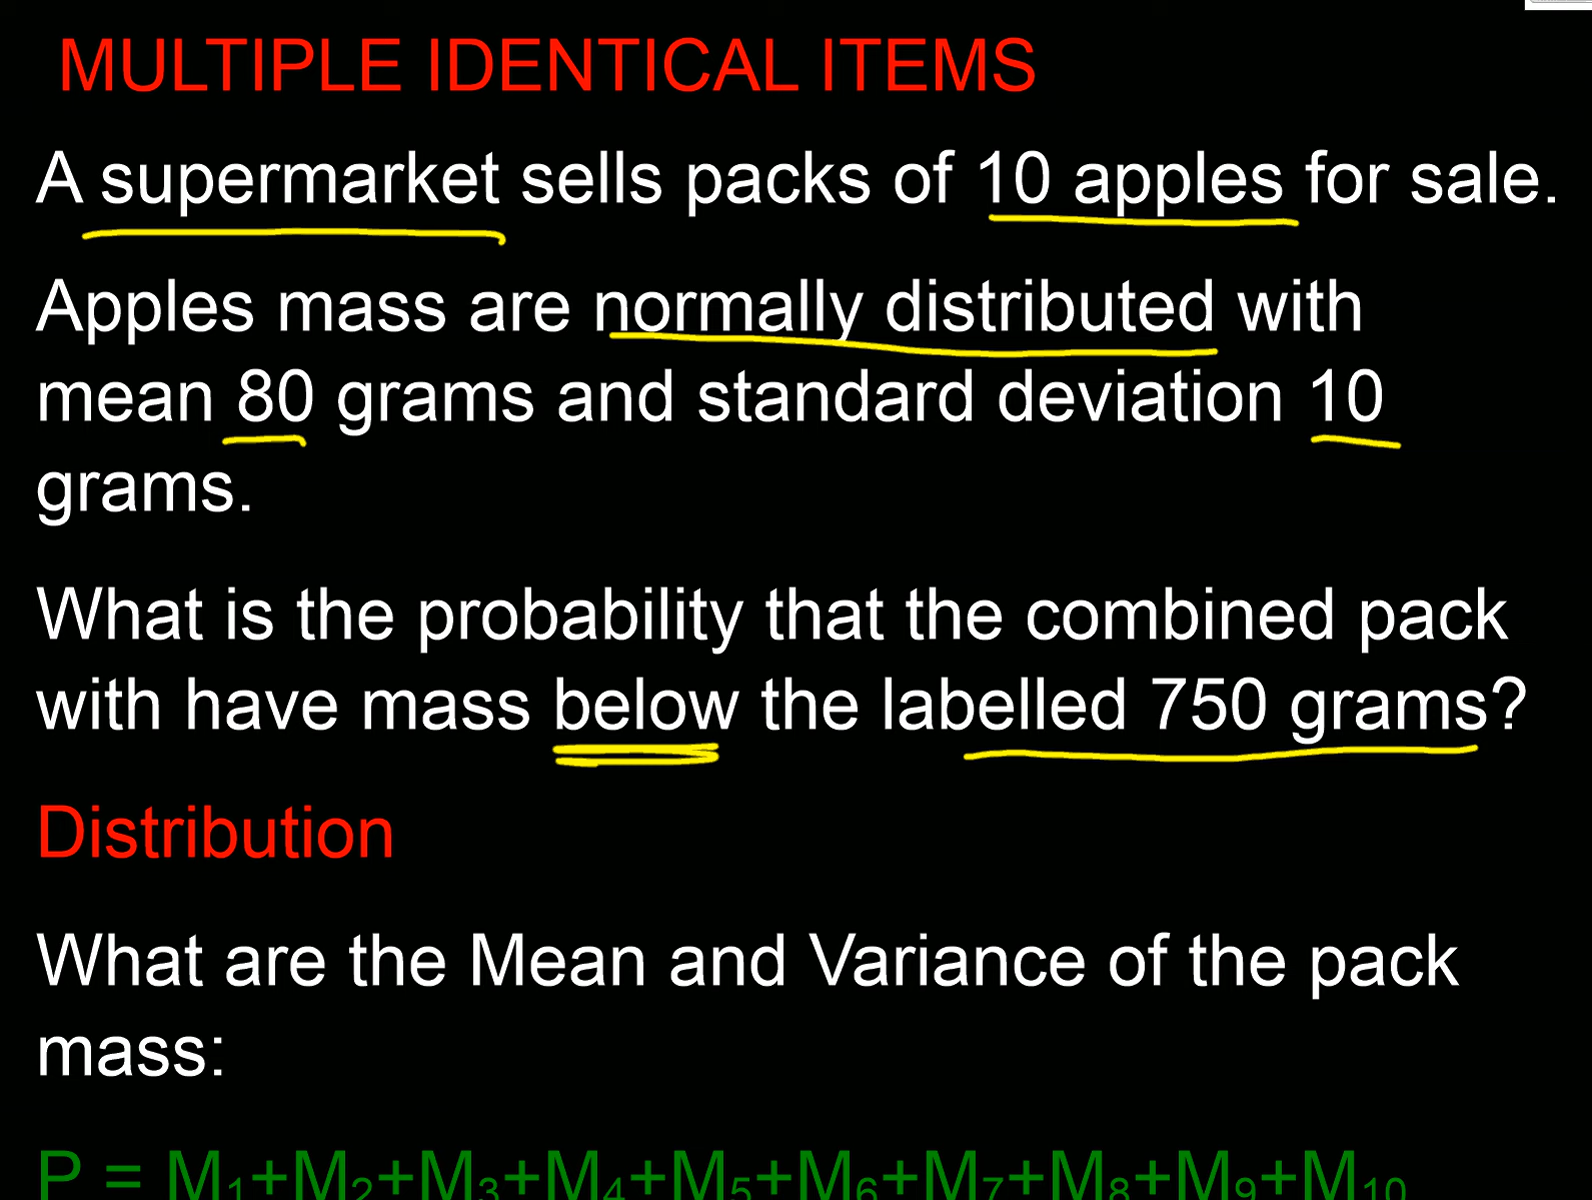 MULTIPLE IDENTICAL ITEMS
A supermarket sells packs of 10 apples for sale.
Apples mass are normally distributed with
mean 80 grams and standard deviation 10
grams.
What is the probability that the combined pack
with have mass below the labelled 750 grams?
Distribution
What are the Mean and Variance of the pack
mass:
P = M₁+M₂+M₃+M₄+M₅+M₆+M₇+M₈+M₉+M₁₀